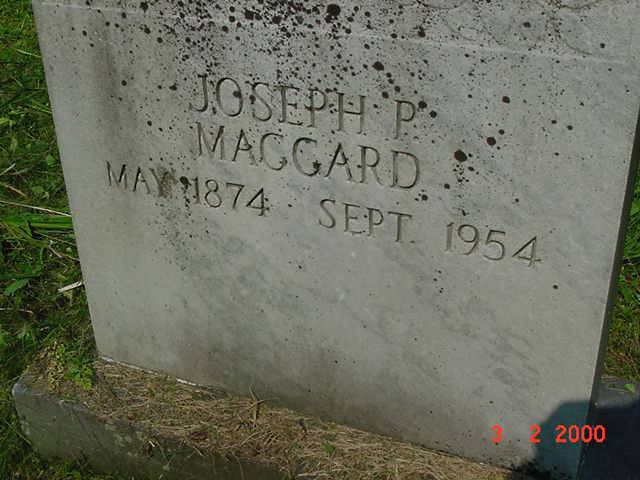 JOSEPH P
MAGGARD
MAY 1874 SEPT. 1954
3 2 2000